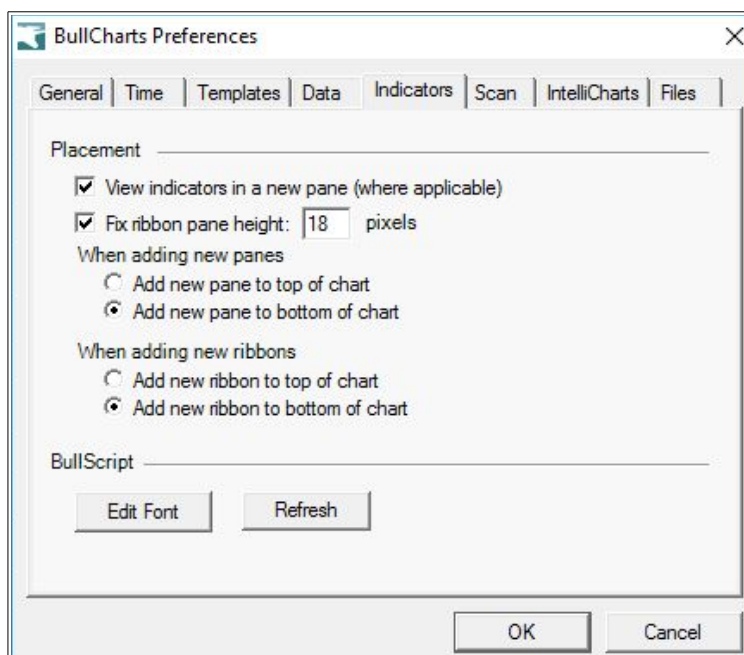 BullCharts Preferences
General Time Templates Data Indicators Scan IntelliCharts Files
Placement
View indicators in a new pane (where applicable)
Fix ribbon pane height: 18 pixels
When adding new panes
Add new pane to top of chart
Add new pane to bottom of chart
When adding new ribbons
Add new ribbon to top of chart
Add new ribbon to bottom of chart
BullScript
Edit Font Refresh
OK Cancel